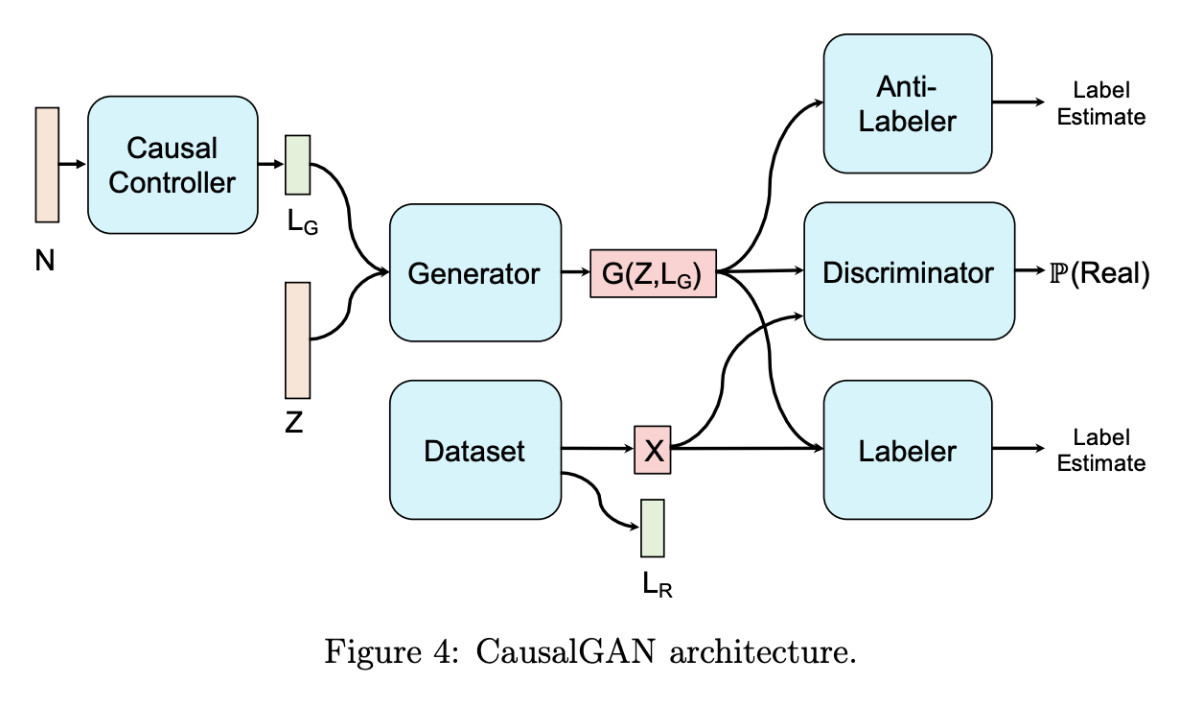 Anti-
Labeler
Label
Estimate
Causal
Controller
L_G
N
Generator
G(Z,L_G)
Discriminator
ℙ(Real)
Z
Dataset
X
Labeler
Label
Estimate
L_R
Figure 4: CausalGAN architecture.